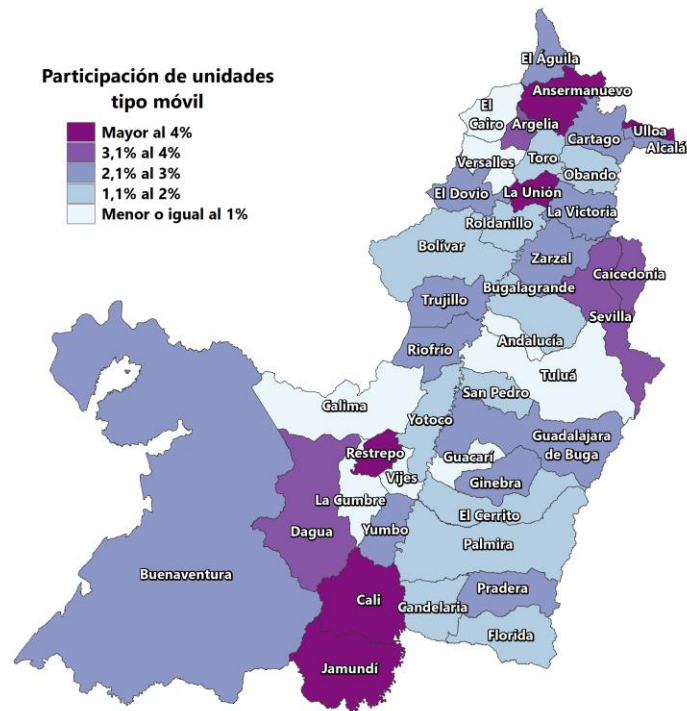 Participación de unidades
tipo móvil
Mayor al 4%
3,1% al 4%
2,1% al 3%
1,1% al 2%
Menor o igual al 1%
El Águila
Ansermanuevo
El
Cairo
Argelia
Cartago
Ulloa
Alcalá
Versalles
Toro
Obando
El Dovio
La Unión
La Victoria
Roldanillo
Bolívar
Zarzal
Caicedonia
Trujillo
Bugalagrande
Sevilla
Riofrío
Andalucía
Tuluá
Calima
Yotoco
San Pedro
Restrepo
Guacarí
Guadalajara
de Buga
Vijes
Ginebra
La Cumbre
El Cerrito
Dagua
Yumbo
Palmira
Buenaventura
Cali
Candelaria
Pradera
Florida
Jamundí